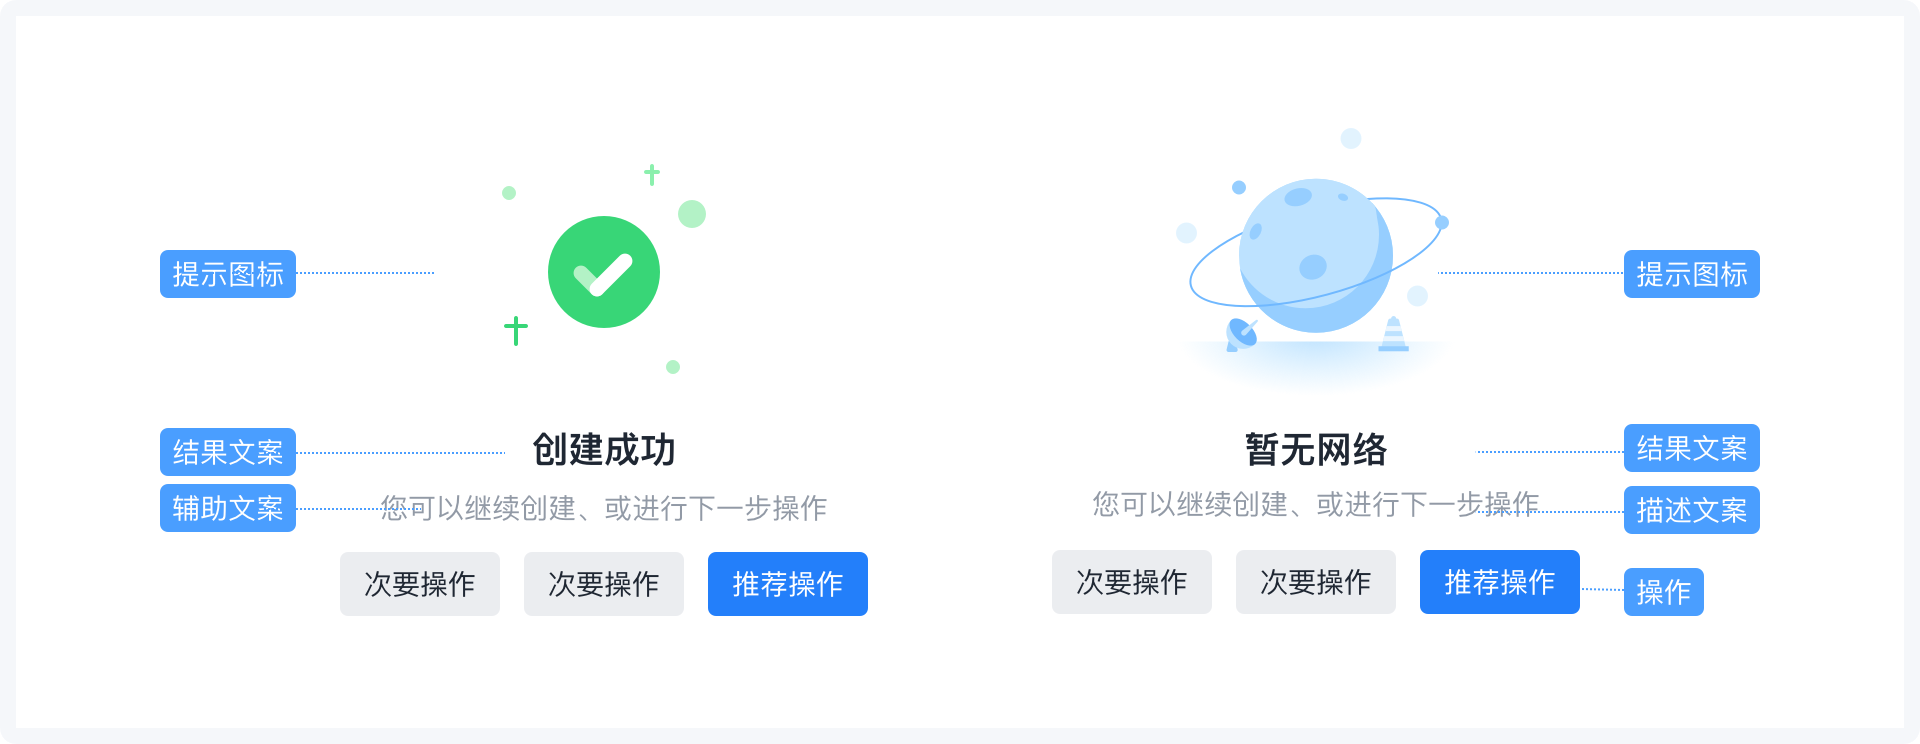 提示图标
提示图标
创建成功
暂无网络
结果文案
结果文案
辅助文案
您可以继续创建、或进行下一步操作
您可以继续创建、或进行下一步操作
描述文案
次要操作
次要操作
推荐操作
次要操作
次要操作
推荐操作
操作